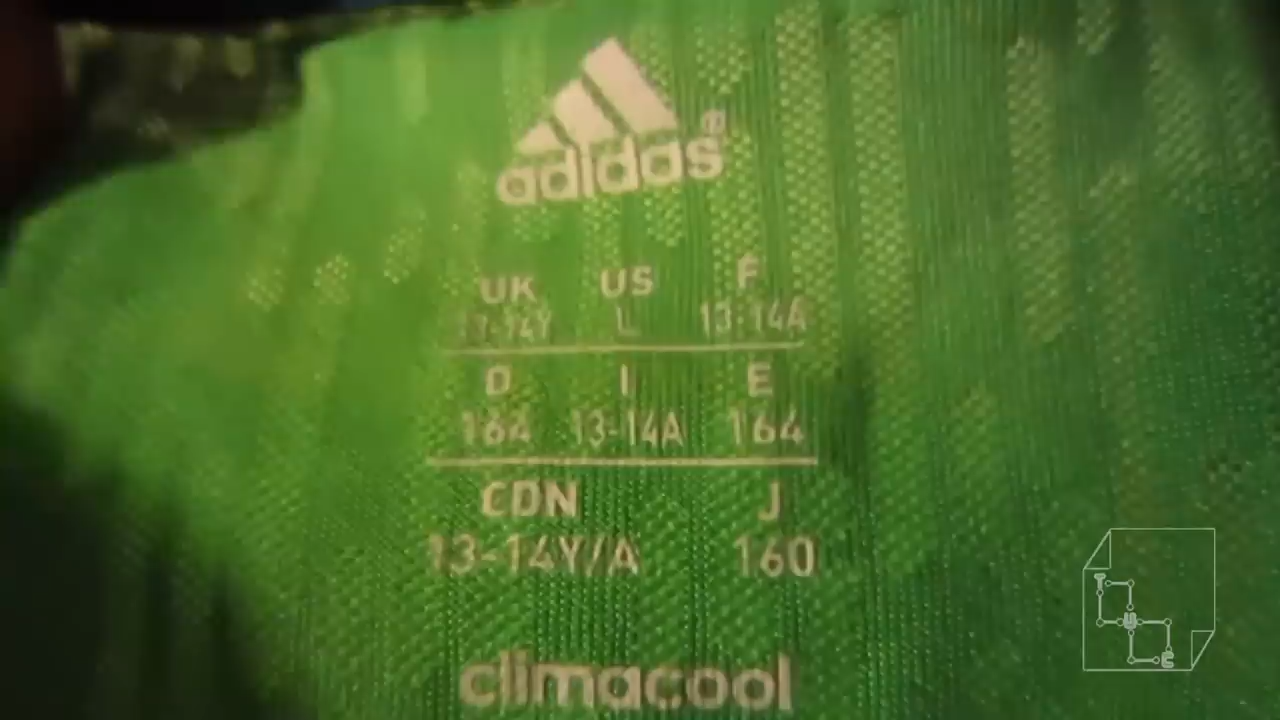 adidas®
UK US F
13-14Y L 13-14A
D I E
164 13-14A 164
CDN J
13-14Y/A 160
climacool
T
U
E